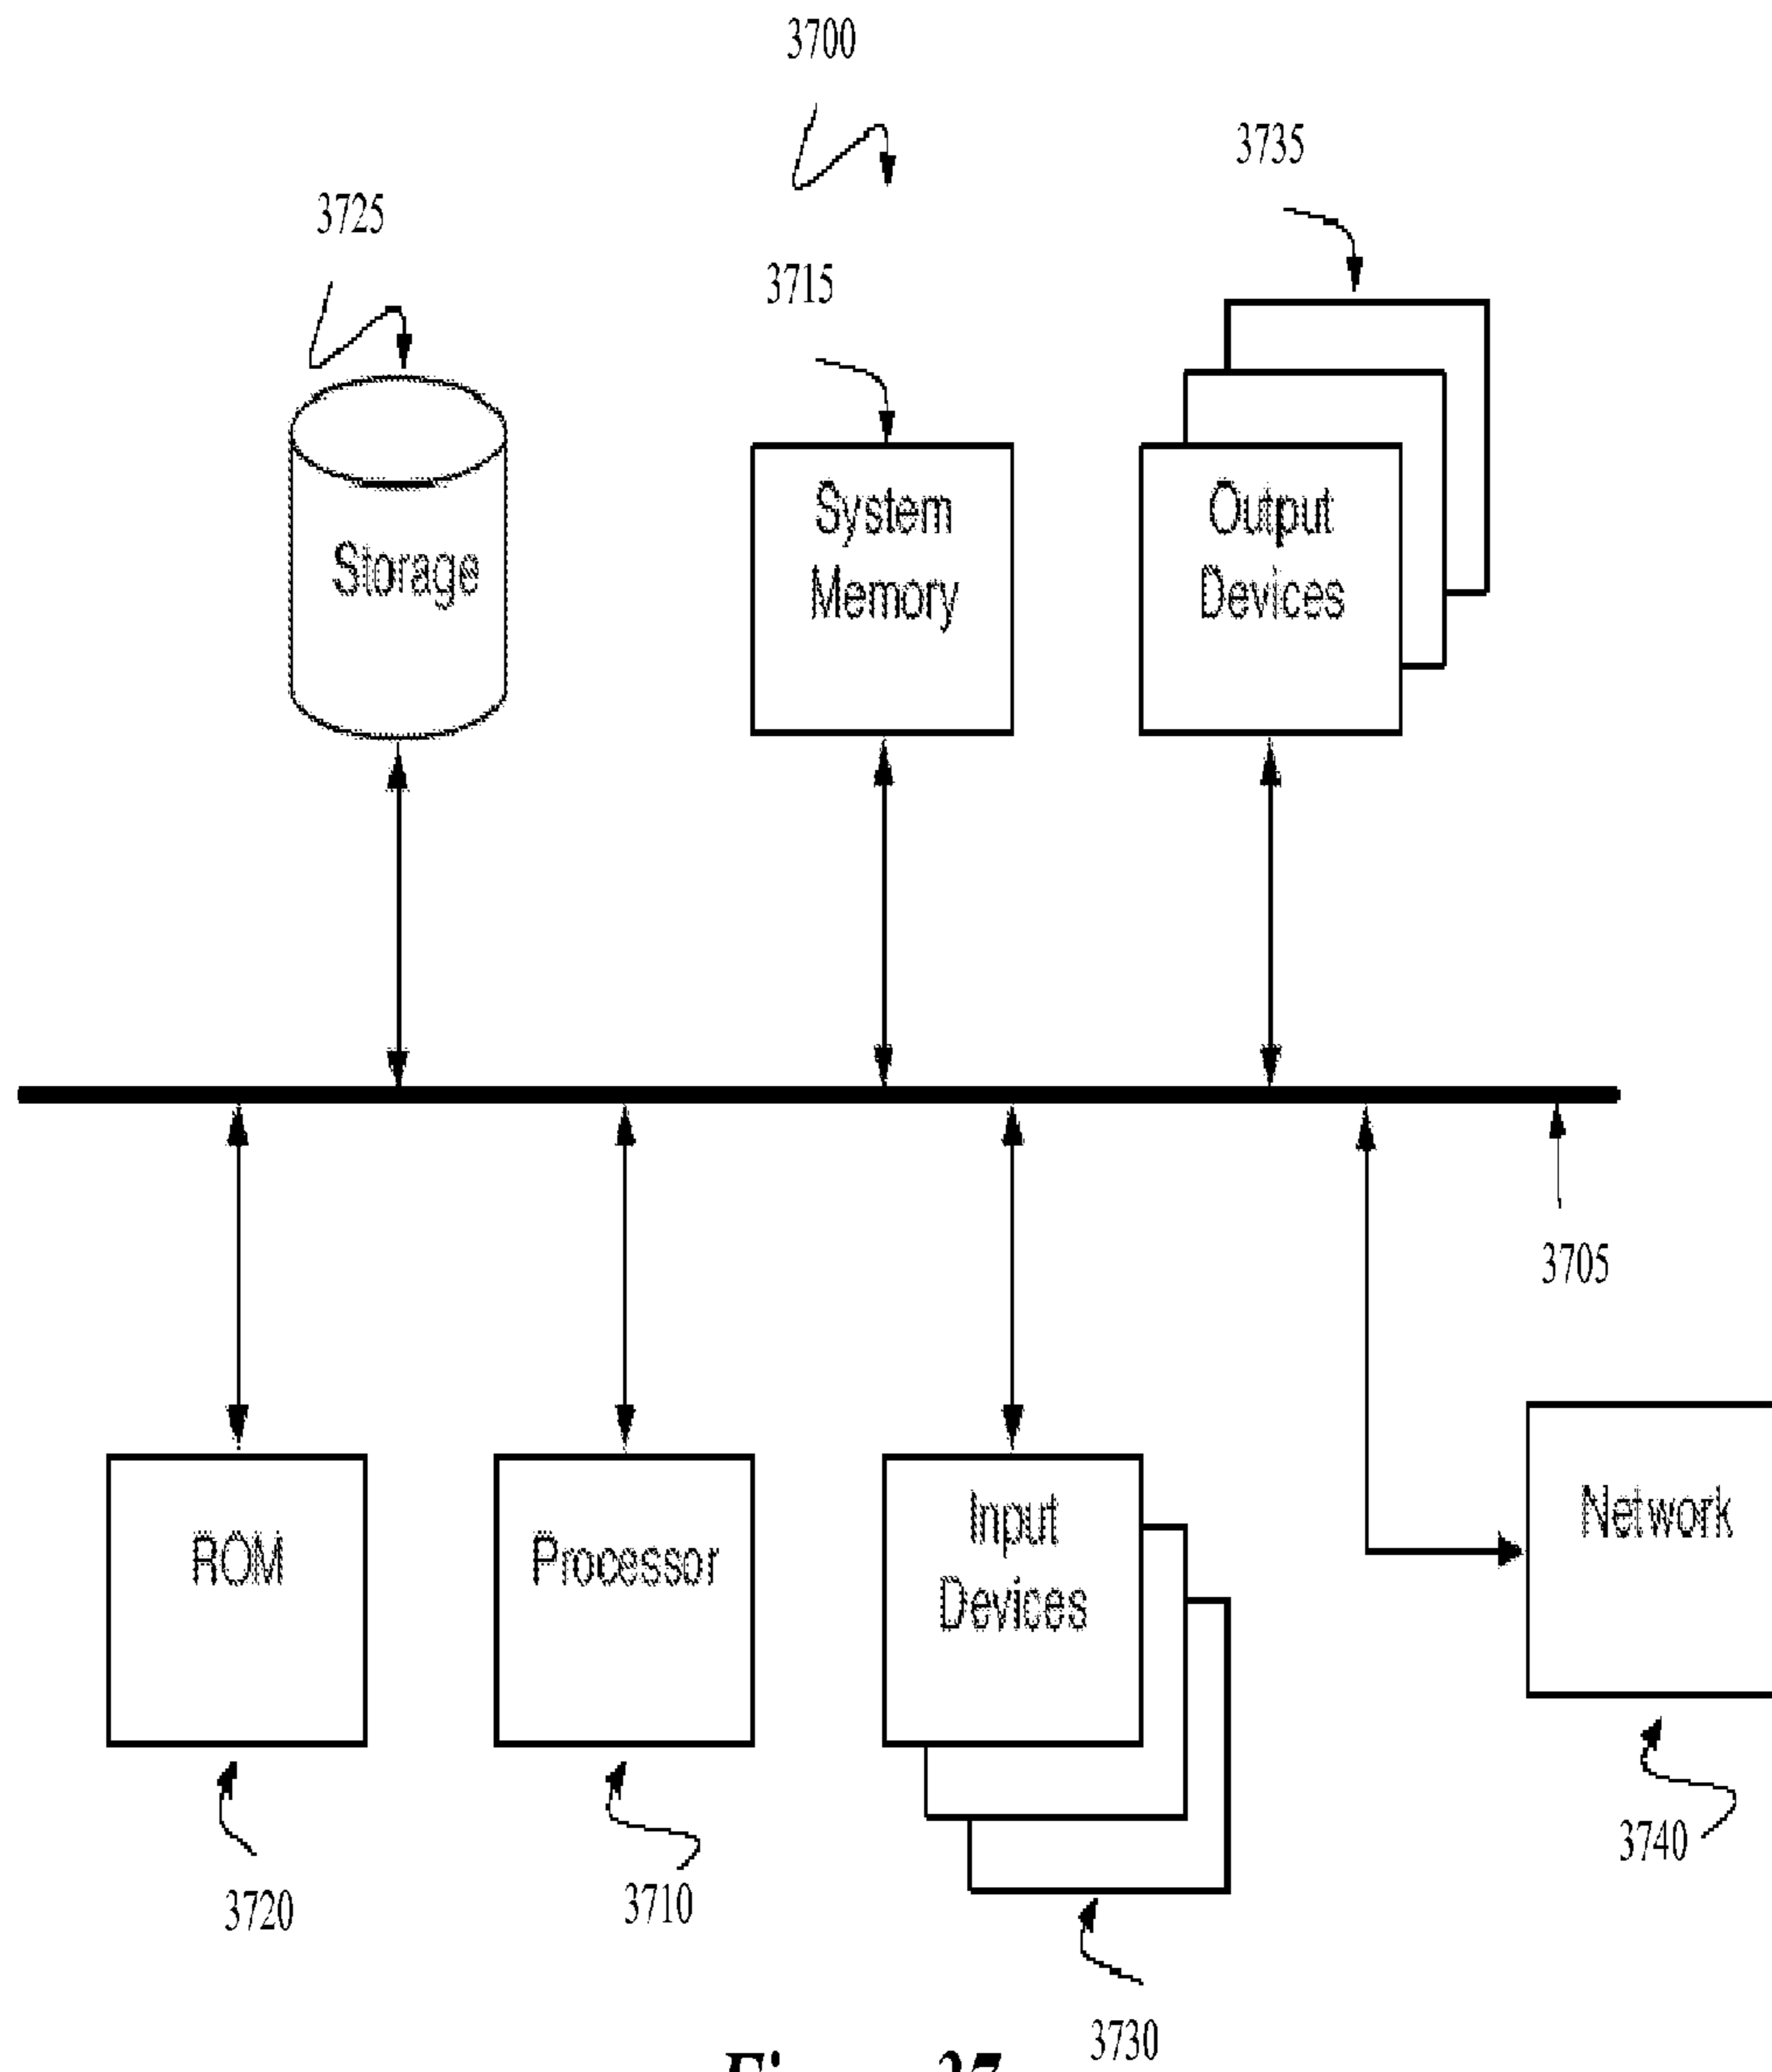 3700
3735
3725
3715
System
Memory
Output
Devices
Storage
3705
ROM
Processor
Input
Devices
Network
3740
3720
3710
3730
37